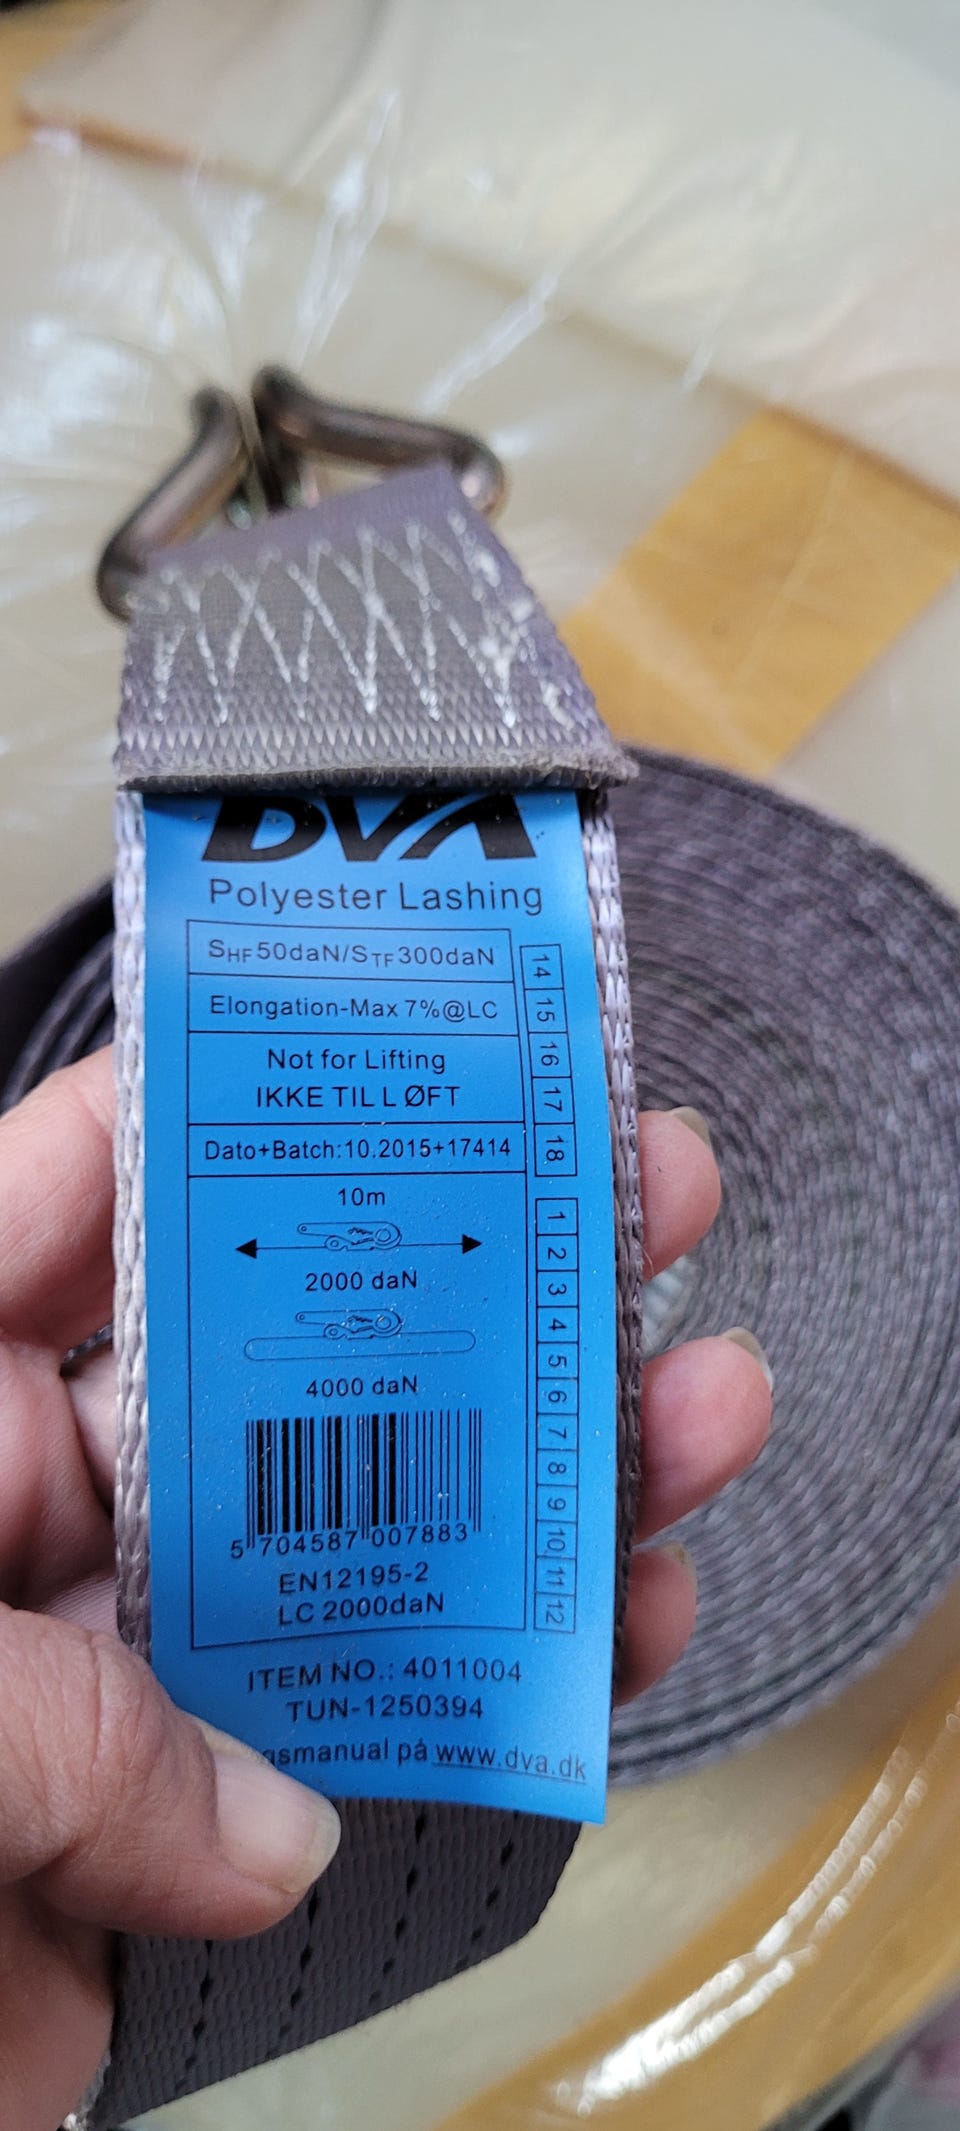 DVA
Polyester Lashing
SHF50daN/STF300daN
Elongation-Max 7%@LC
Not for Lifting
IKKE TIL LØFT
Dato+Batch:10.2015+17414
10m
2000 daN
4000 daN
5 704587 007883
EN12195-2
LC 2000daN
14 15 16 17 18
1 2 3 4 5 6 7 8 9 10 11 12
ITEM NO.: 4011004
TUN-1250394
på www.dva.dk